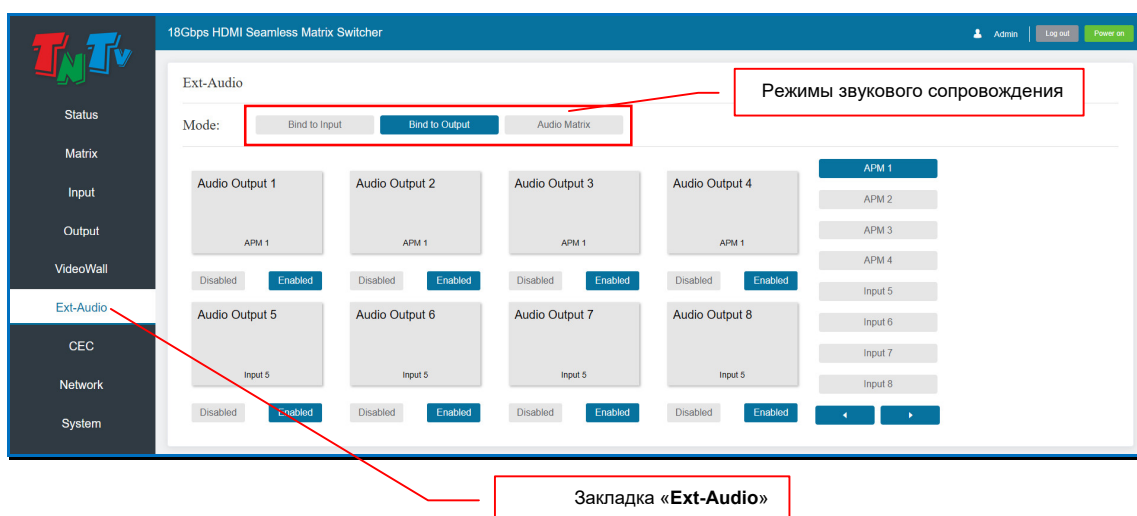 TNTv
18Gbps HDMI Seamless Matrix Switcher
Admin
Log out
Power on
Ext-Audio
Режимы звукового сопровождения
Mode:
Bind to Input
Bind to Output
Audio Matrix
Status
Matrix
Input
Output
VideoWall
Ext-Audio
CEC
Network
System
Audio Output 1
APM 1
Disabled
Enabled
Audio Output 2
APM 1
Disabled
Enabled
Audio Output 3
APM 1
Disabled
Enabled
Audio Output 4
APM 1
Disabled
Enabled
Audio Output 5
Input 5
Disabled
Enabled
Audio Output 6
Input 5
Disabled
Enabled
Audio Output 7
Input 5
Disabled
Enabled
Audio Output 8
Input 5
Disabled
Enabled
APM 1
APM 2
APM 3
APM 4
Input 5
Input 6
Input 7
Input 8
Закладка «Ext-Audio»